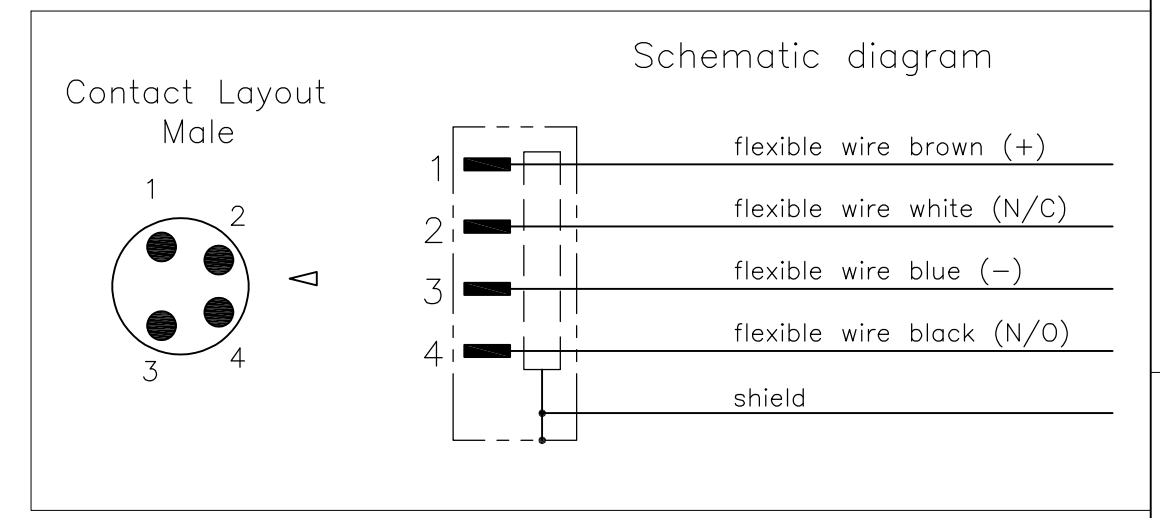 Schematic diagram
Contact Layout
Male
1
2
3
4
1 flexible wire brown (+)
2 flexible wire white (N/C)
3 flexible wire blue (−)
4 flexible wire black (N/O)
shield